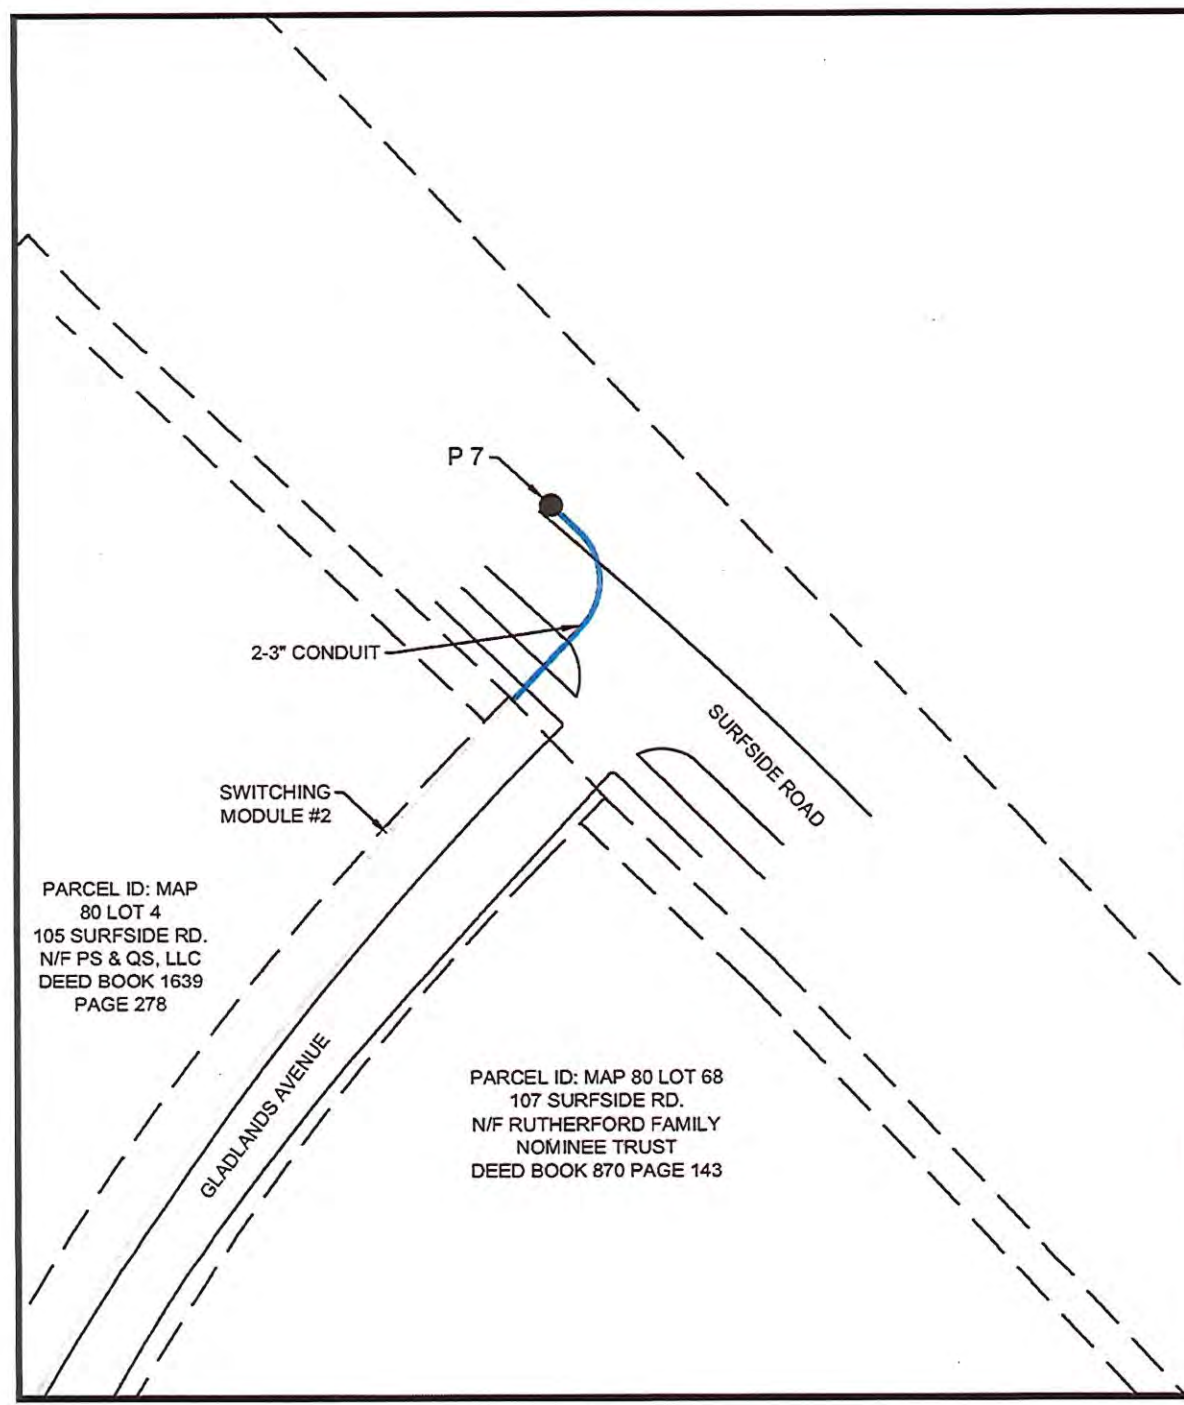 P 7
2-3" CONDUIT
SURFSIDE ROAD
SWITCHING
MODULE #2
PARCEL ID: MAP
80 LOT 4
105 SURFSIDE RD.
N/F PS & QS, LLC
DEED BOOK 1639
PAGE 278
GLADLANDS AVENUE
PARCEL ID: MAP 80 LOT 68
107 SURFSIDE RD.
N/F RUTHERFORD FAMILY
NOMINEE TRUST
DEED BOOK 870 PAGE 143